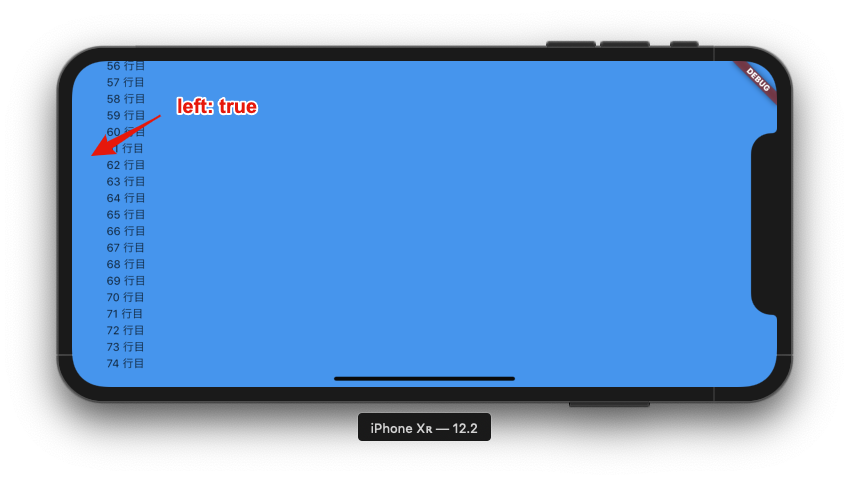 56 行目
57 行目
58 行目
59 行目
60 行目
行目
62 行目
63 行目
64 行目
65 行目
66 行目
67 行目
68 行目
69 行目
70 行目
71 行目
72 行目
73 行目
74 行目
left: true
DEBUG
iPhone Xʀ — 12.2